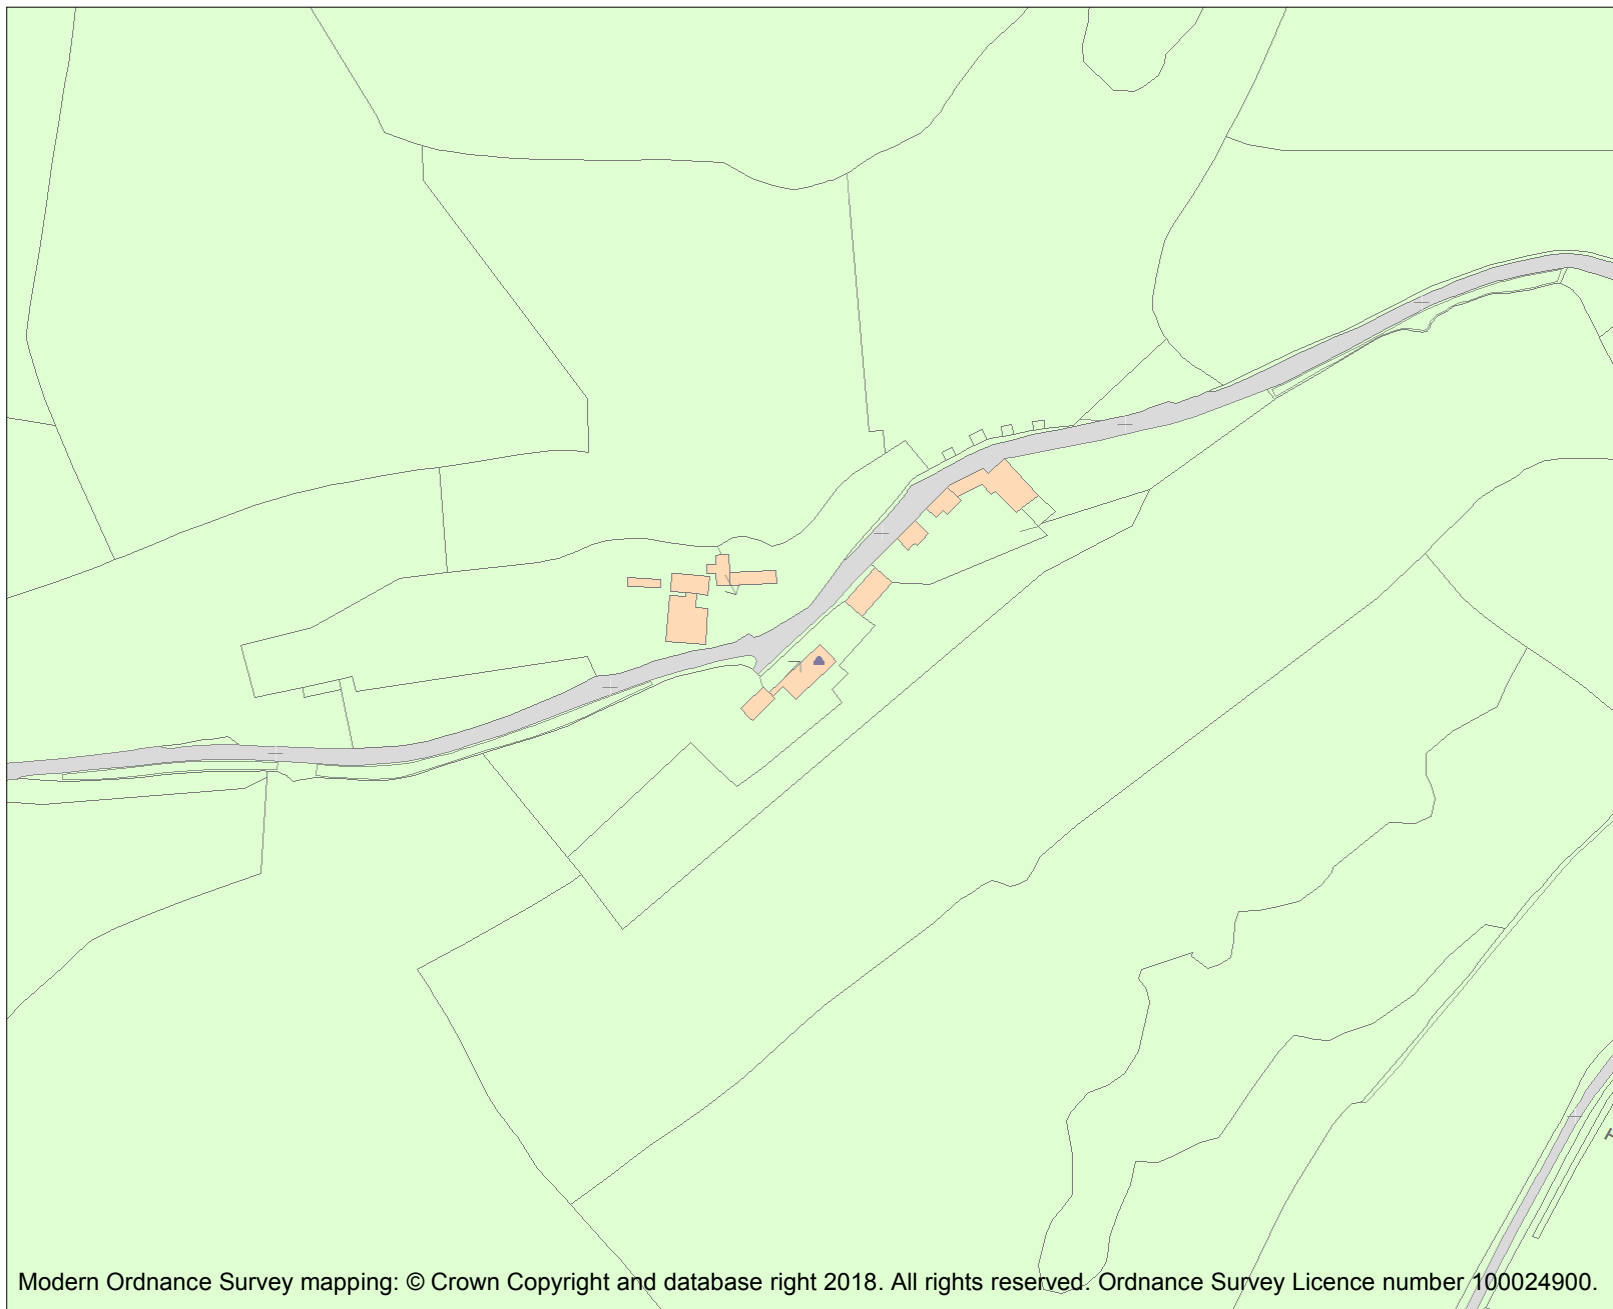 Modern Ordnance Survey mapping: © Crown Copyright and database right 2018. All rights reserved. Ordnance Survey Licence number 100024900.